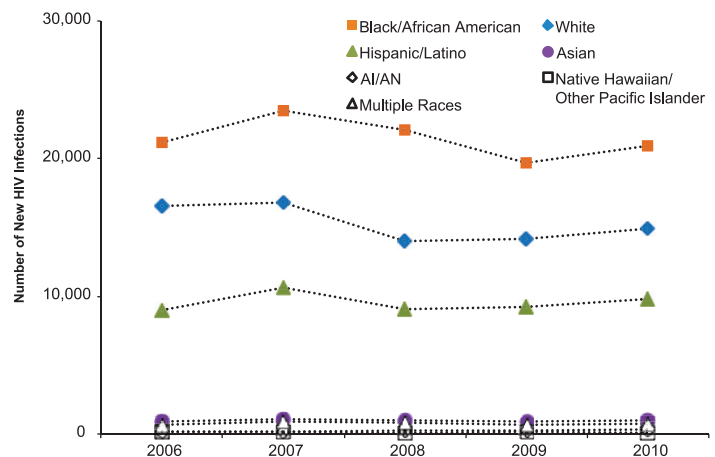 30,000
20,000
10,000
0
Number of New HIV Infections
Black/African American
White
Hispanic/Latino
Asian
AI/AN
Native Hawaiian/
Other Pacific Islander
Multiple Races
2006
2007
2008
2009
2010